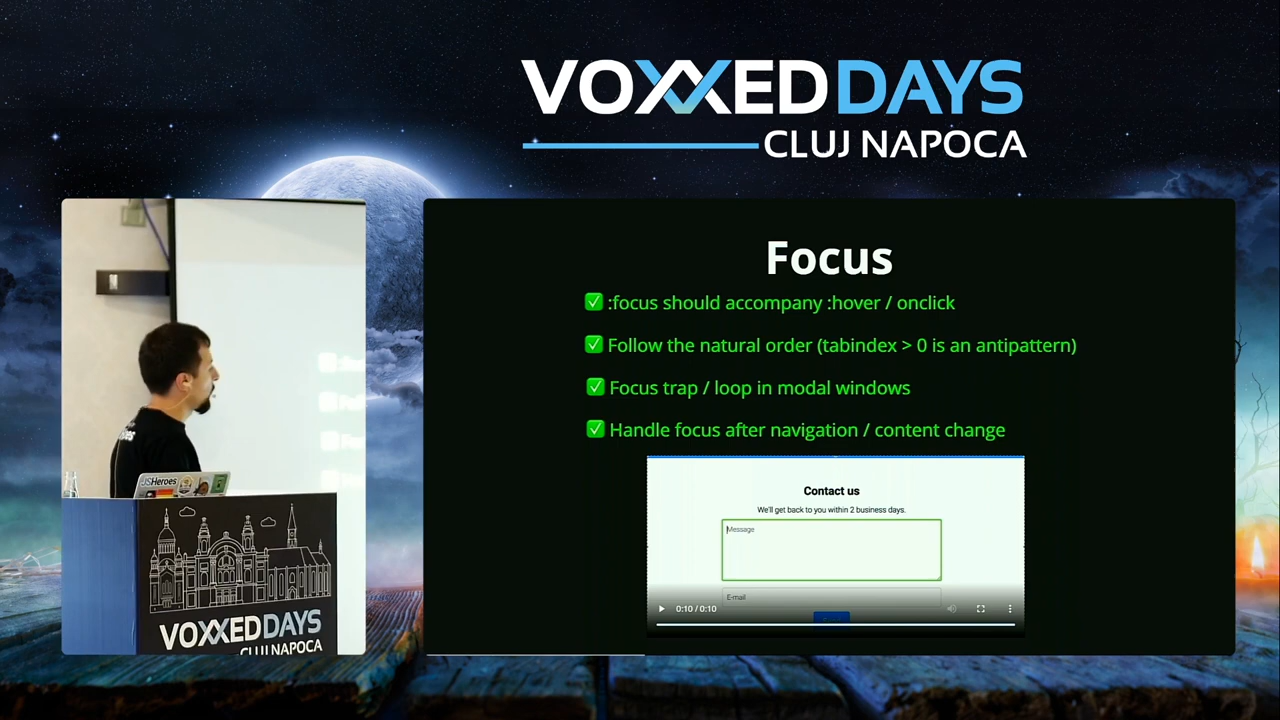 VOXXED DAYS
CLUJ NAPOCA
Focus
✅ :focus should accompany :hover / onclick
✅ Follow the natural order (tabindex > 0 is an antipattern)
✅ Focus trap / loop in modal windows
✅ Handle focus after navigation / content change
Contact us
We'll get back to you within 2 business days.
Message
E-mail
0:10 / 0:10
JSHeroes
VOXXED DAYS
CLUJ NAPOCA